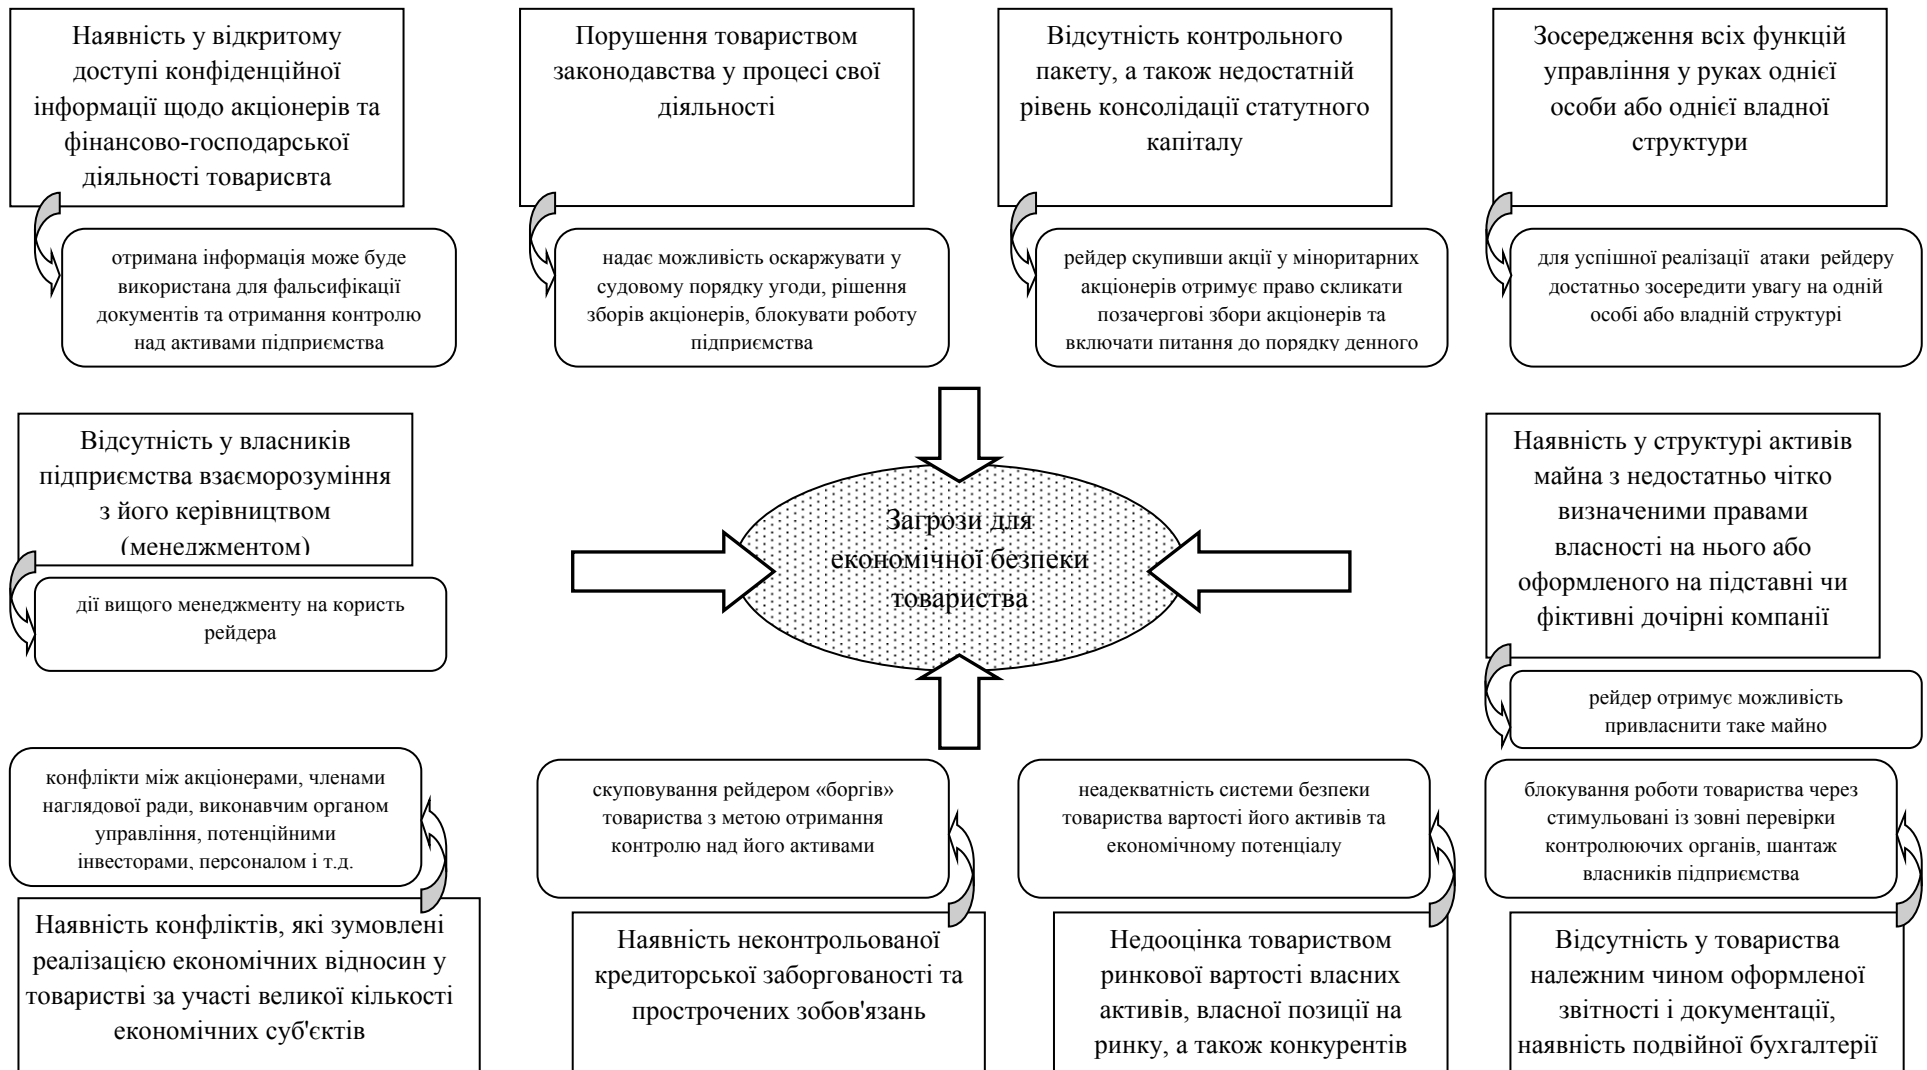 Наявність у відкритому
доступі конфіденційної
інформації щодо акціонерів та
фінансово-господарської
діяльності товарисвта
Порушення товариством
законодавства у процесі свої
діяльності
Відсутність контрольного
пакету, а також недостатній
рівень консолідації статутного
капіталу
Зосередження всіх функцій
управління у руках однієї
особи або однієї владної
структури
отримана інформація може буде
використана для фальсифікації
документів та отримання контролю
над активами підприємства
надає можливість оскаржувати у
судовому порядку угоди, рішення
зборів акціонерів, блокувати роботу
підприємства
рейдер скупивши акції у міноритарних
акціонерів отримує право скликати
позачергові збори акціонерів та
включати питання до порядку денного
для успішної реалізації атаки рейдеру
достатньо зосередити увагу на одній
особі або владній структурі
Відсутність у власників
підприємства взаєморозуміння
з його керівництвом
(менеджментом)
дії вищого менеджменту на користь
рейдера
Загрози для
економічної безпеки
товариства
Наявність у структурі активів
майна з недостатньо чітко
визначеними правами
власності на нього або
оформленого на підставні чи
фіктивні дочірні компанії
рейдер отримує можливість
привласнити таке майно
конфлікти між акціонерами, членами
наглядової ради, виконавчим органом
управління, потенційними
інвесторами, персоналом і т.д.
скуповування рейдером «боргів»
товариства з метою отримання
контролю над його активами
неадекватність системи безпеки
товариства вартості його активів та
економічному потенціалу
блокування роботи товариства через
стимульовані із зовні перевірки
контролюючих органів, шантаж
власників підприємства
Наявність конфліктів, які зумовлені
реалізацією економічних відносин у
товаристві за участі великої кількості
економічних суб'єктів
Наявність неконтрольованої
кредиторської заборгованості та
прострочених зобов'язань
Недооцінка товариством
ринкової вартості власних
активів, власної позиції на
ринку, а також конкурентів
Відсутність у товариства
належним чином оформленої
звітності і документації,
наявність подвійної бухгалтерії